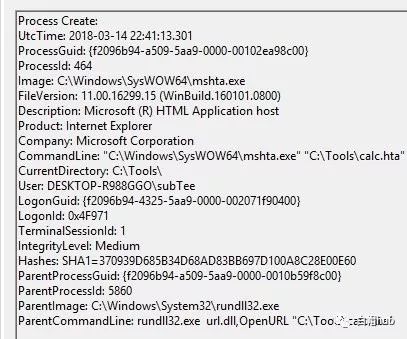 Process Create:
UtcTime: 2018-03-14 22:41:13.301
ProcessGuid: {f2096b94-a509-5aa9-0000-00102ea98c00}
ProcessId: 464
Image: C:\Windows\SysWOW64\mshta.exe
FileVersion: 11.00.16299.15 (WinBuild.160101.0800)
Description: Microsoft (R) HTML Application host
Product: Internet Explorer
Company: Microsoft Corporation
CommandLine: "C:\Windows\SysWOW64\mshta.exe" "C:\Tools\calc.hta"
CurrentDirectory: C:\Tools\
User: DESKTOP-R988GGO\subTee
LogonGuid: {f2096b94-4325-5aa9-0000-002071f90400}
LogonId: 0x4F971
TerminalSessionId: 1
IntegrityLevel: Medium
Hashes: SHA1=370939D685B34D68AD83BB697D100A8C28E00E60
ParentProcessGuid: {f2096b94-a509-5aa9-0000-0010b59f8c00}
ParentProcessId: 5860
ParentImage: C:\Windows\System32\rundll32.exe
ParentCommandLine: rundll32.exe url.dll,OpenURL